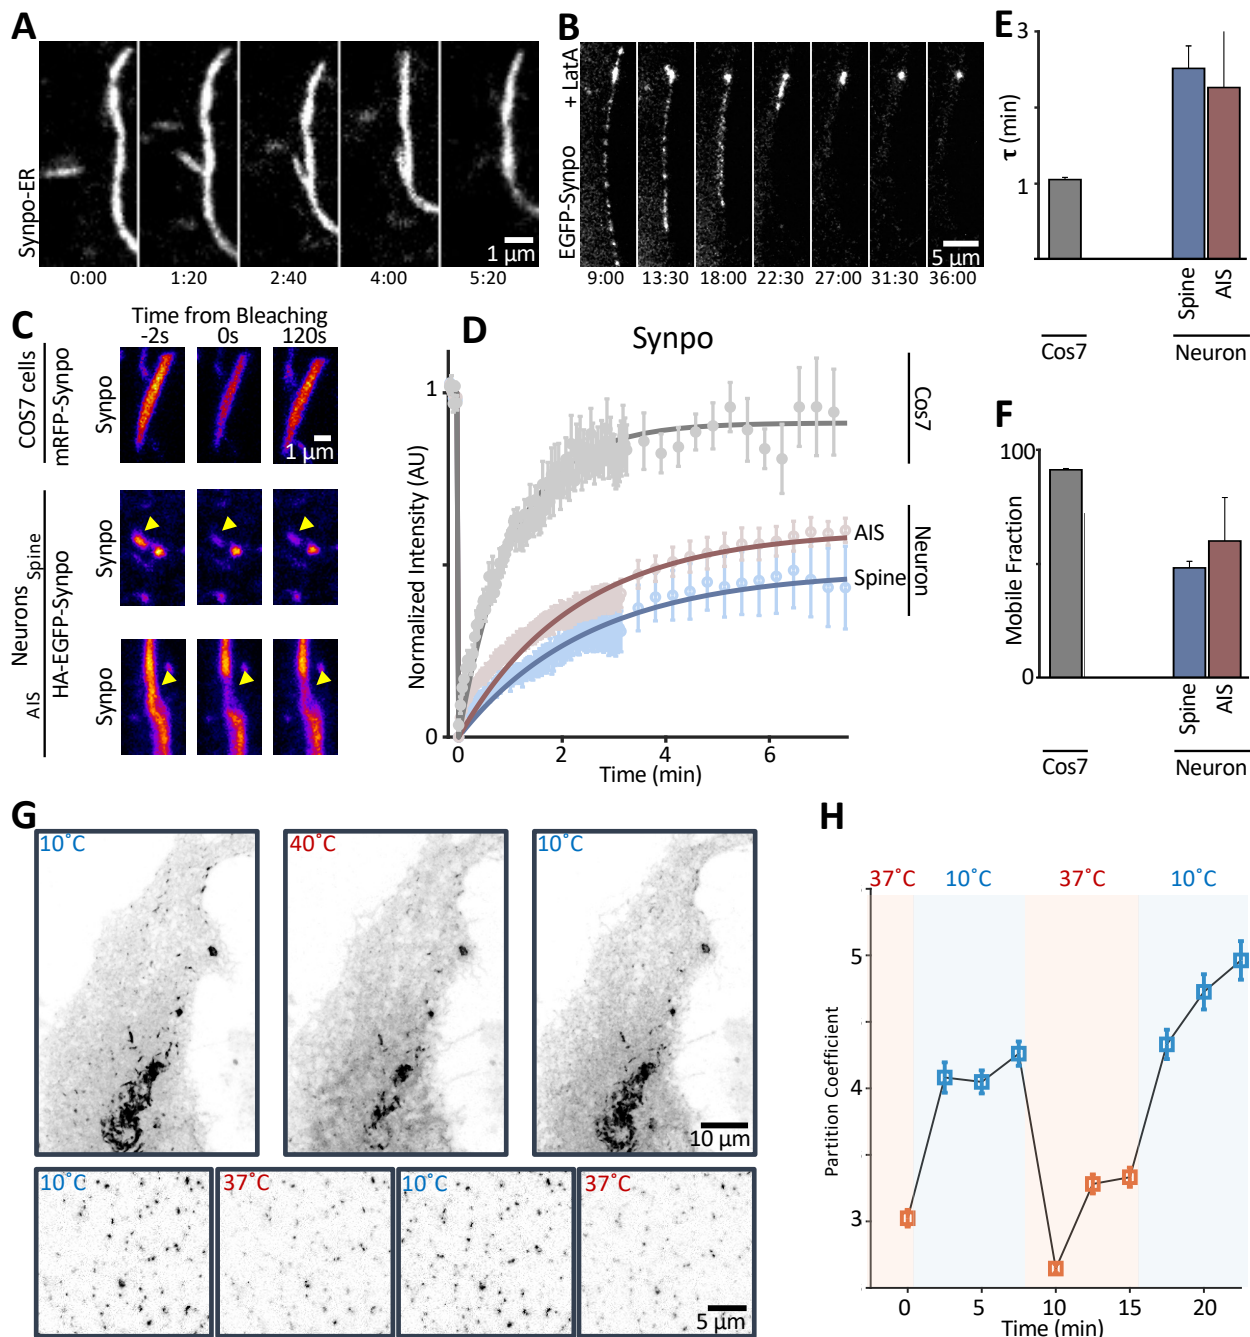 A
Synpo-ER
0:00 1:20 2:40 4:00 5:20
1 µm
B
EGFP-Synpo + LatA
9:00 13:30 18:00 22:30 27:00 31:30 36:00
5 µm
C
Time from Bleaching
-2s 0s 120s
COS7 cells
mRFP-Synpo
Synpo
1 µm
Neurons
HA-EGFP-Synpo
Spine
Synpo
AIS
Synpo
D
Synpo
Normalized Intensity (AU)
1
0
0 2 4 6
Time (min)
Cos7
AIS
Spine
Neuron
E
τ (min)
3
1
Spine
AIS
Cos7
Neuron
F
Mobile Fraction
100
0
Spine
AIS
Cos7
Neuron
G
10˚C 40˚C 10˚C
10 µm
10˚C 37˚C 10˚C 37˚C
5 µm
H
37˚C 10˚C 37˚C 10˚C
Partition Coefficient
5
4
3
0 5 10 15 20
Time (min)